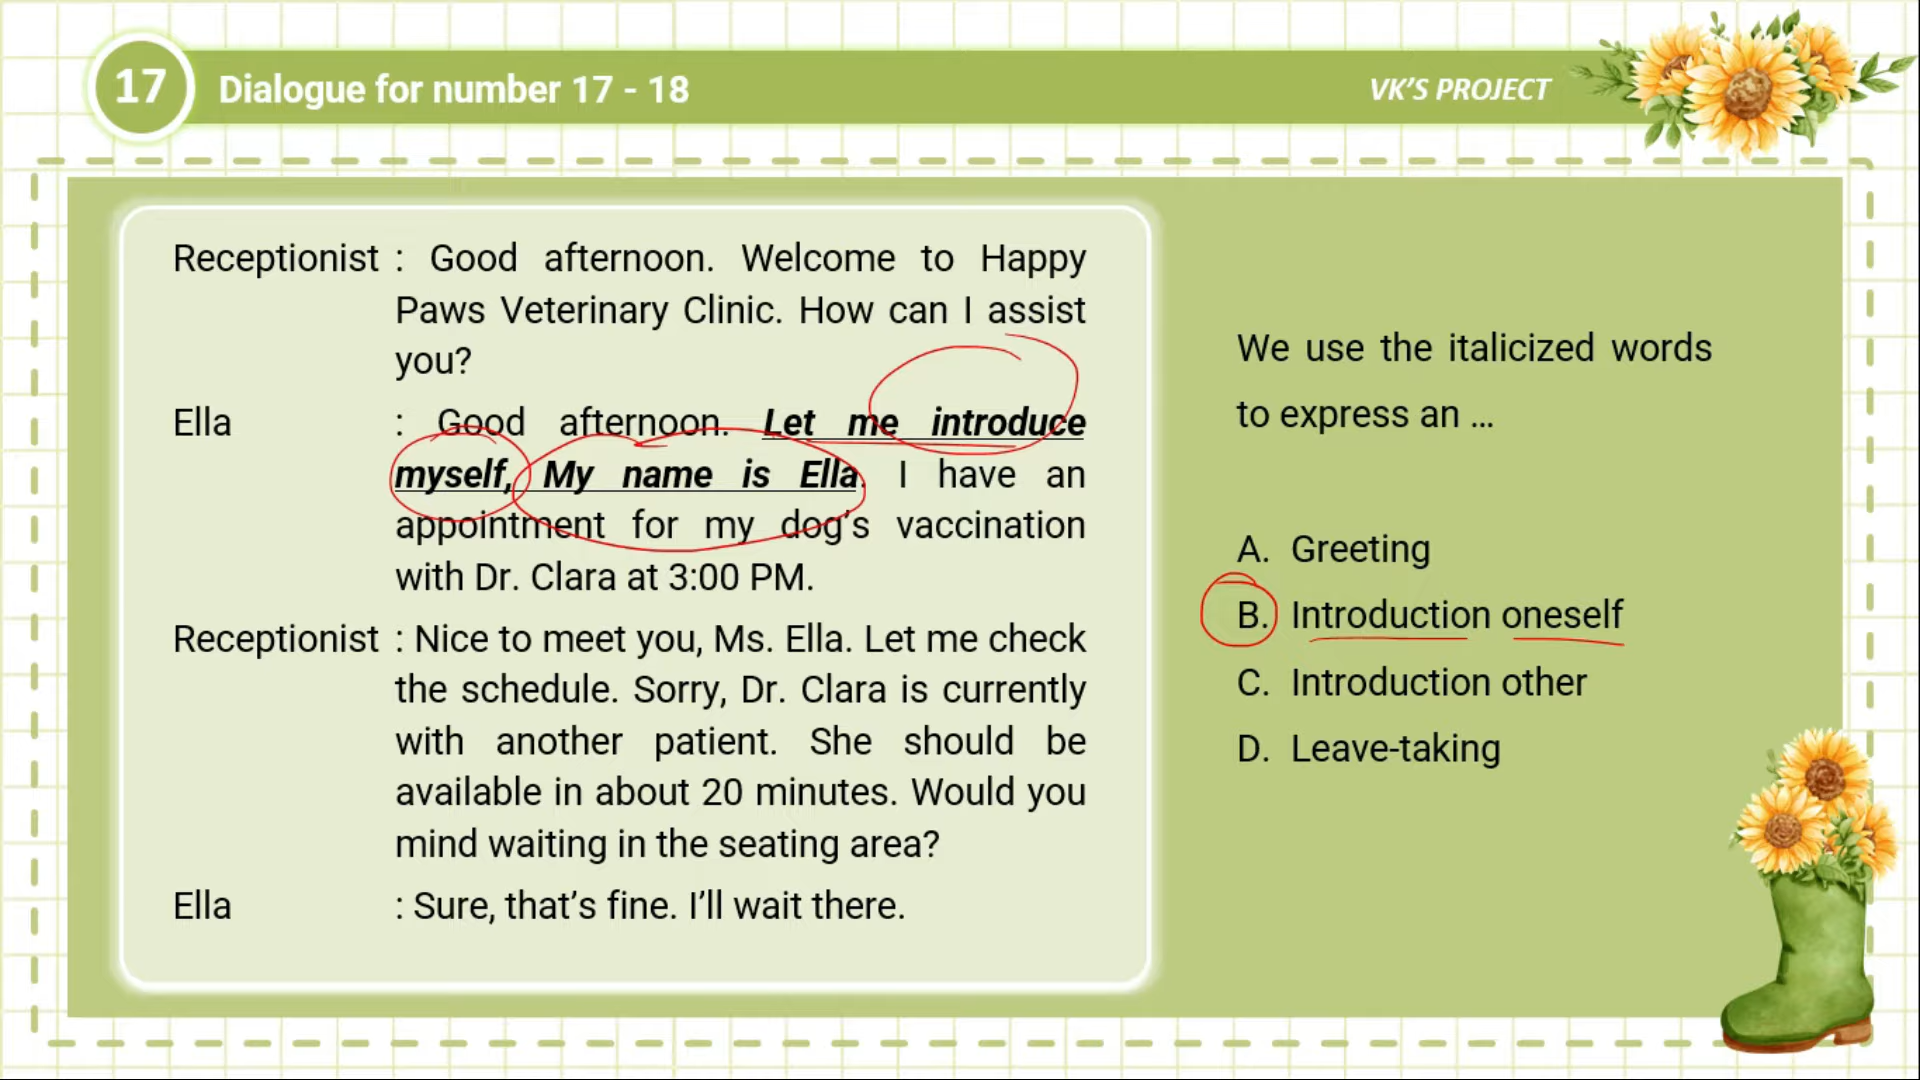 17
Dialogue for number 17 - 18
VK'S PROJECT
Receptionist : Good afternoon. Welcome to Happy
Paws Veterinary Clinic. How can I assist
you?
Ella : Good afternoon. Let me introduce
myself, My name is Ella. I have an
appointment for my dog's vaccination
with Dr. Clara at 3:00 PM.
Receptionist : Nice to meet you, Ms. Ella. Let me check
the schedule. Sorry, Dr. Clara is currently
with another patient. She should be
available in about 20 minutes. Would you
mind waiting in the seating area?
Ella : Sure, that's fine. I'll wait there.
We use the italicized words
to express an ...
A. Greeting
B. Introduction oneself
C. Introduction other
D. Leave-taking